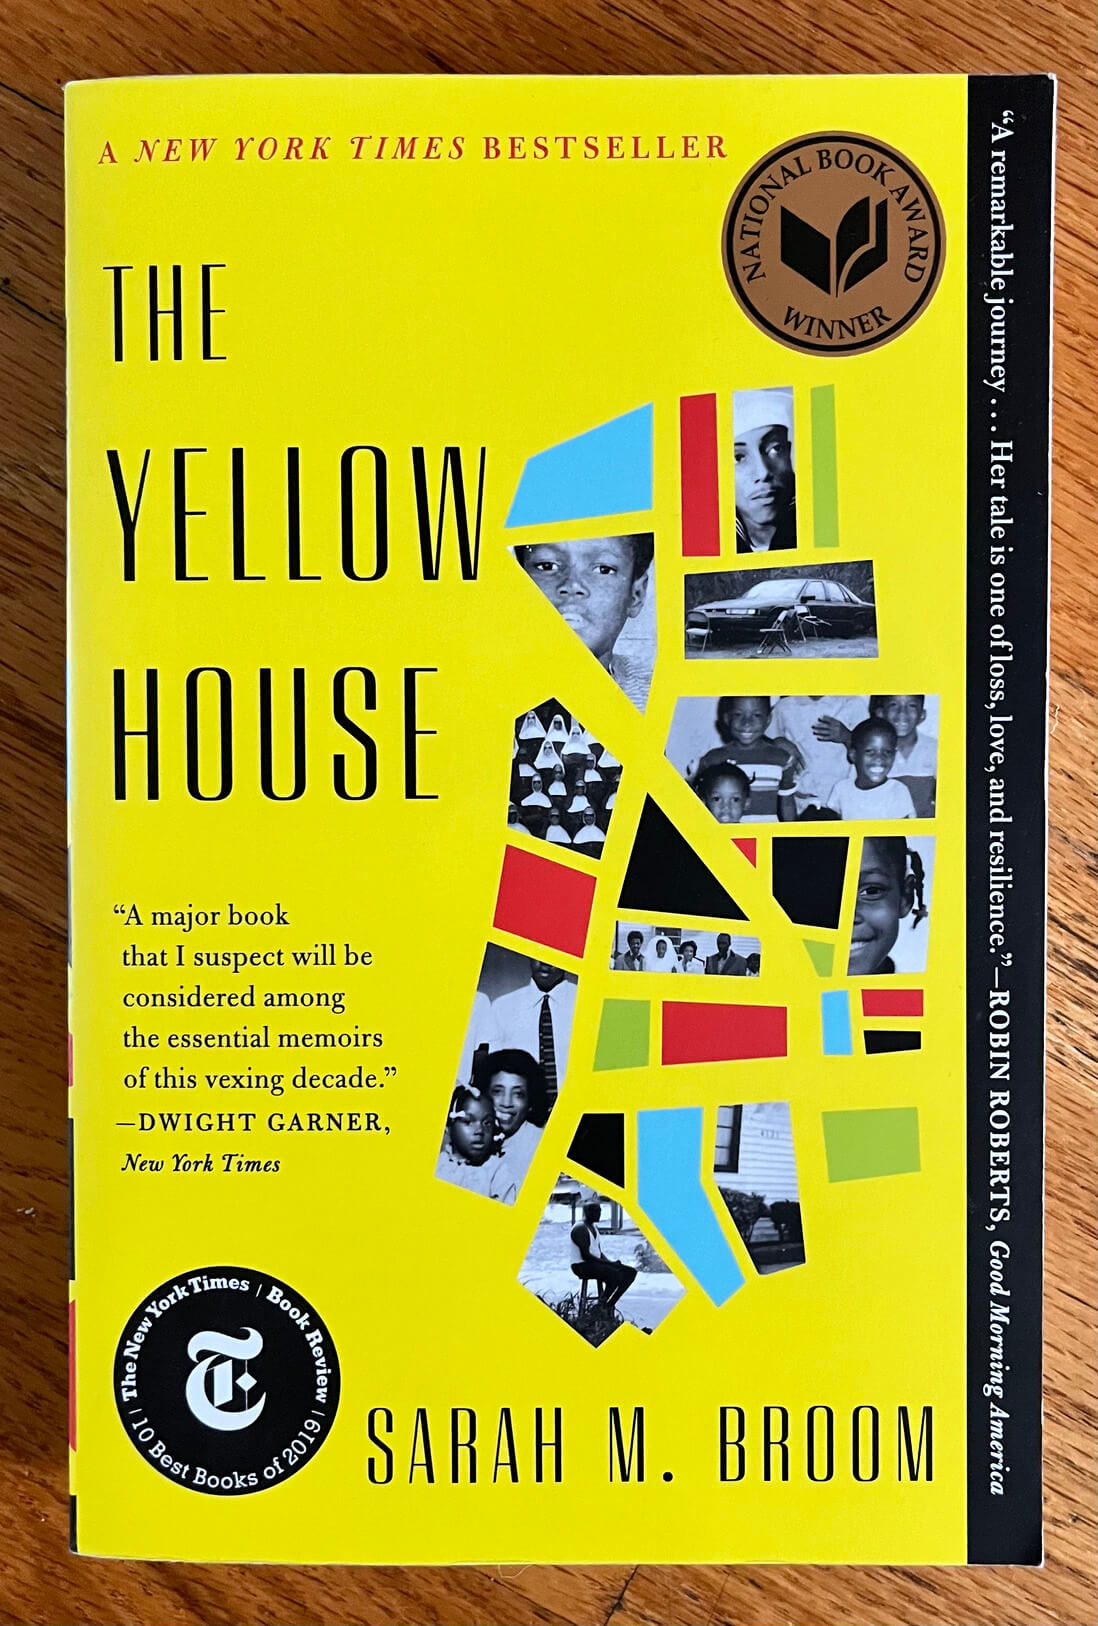 A NEW YORK TIMES BESTSELLER
NATIONAL BOOK AWARD
WINNER
THE
YELLOW
HOUSE
“A major book
that I suspect will be
considered among
the essential memoirs
of this vexing decade.”
—DWIGHT GARNER,
New York Times
The New York Times | Book Review
| 10 Best Books of 2019 |
SARAH M. BROOM
“A remarkable journey . . . Her tale is one of loss, love, and resilience.”—ROBIN ROBERTS, Good Morning America